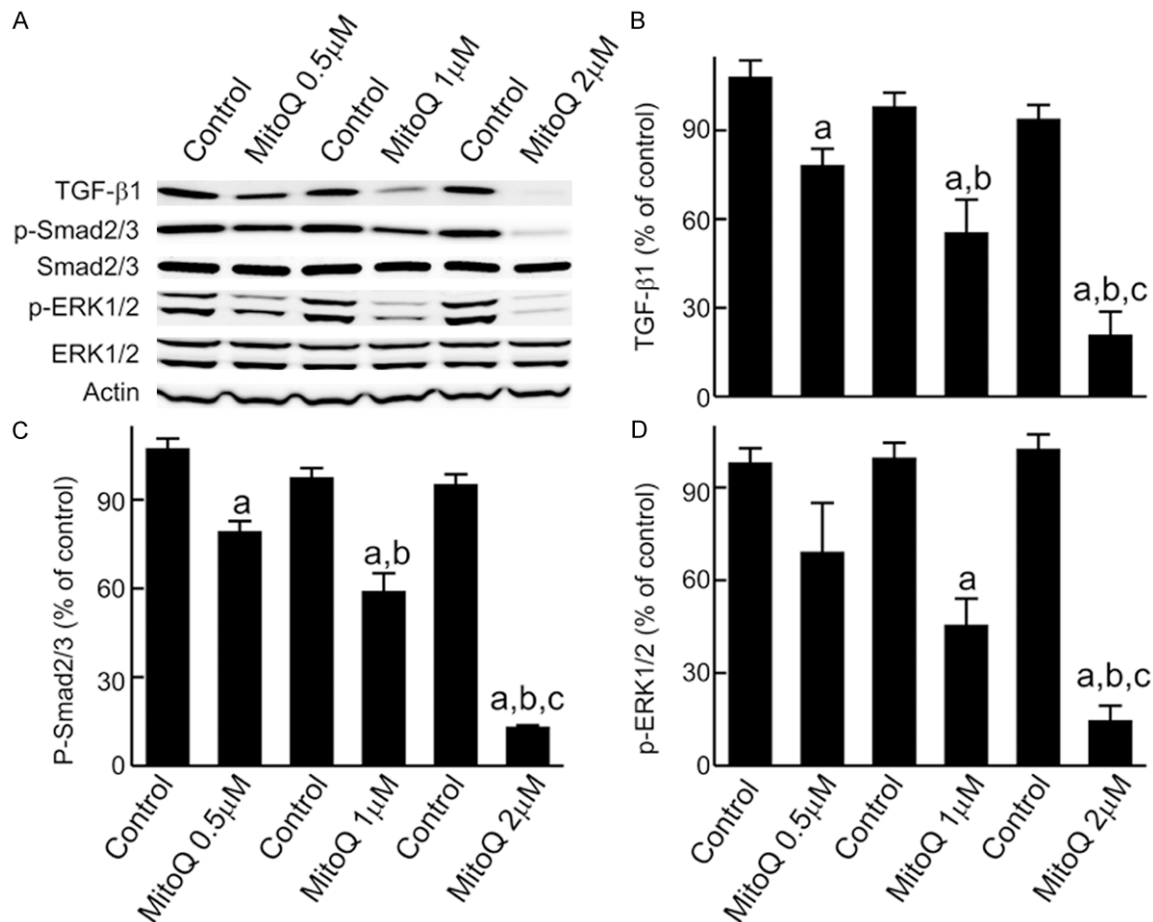 A
Control
MitoQ 0.5μM
Control
MitoQ 1μM
Control
MitoQ 2μM
TGF-β1
p-Smad2/3
Smad2/3
p-ERK1/2
ERK1/2
Actin
B
TGF-β1 (% of control)
90
60
30
0
a
a,b
a,b,c
C
P-Smad2/3 (% of control)
90
60
30
0
a
a,b
a,b,c
Control
MitoQ 0.5μM
Control
MitoQ 1μM
Control
MitoQ 2μM
D
p-ERK1/2 (% of control)
90
60
30
0
a
a,b,c
Control
MitoQ 0.5μM
Control
MitoQ 1μM
Control
MitoQ 2μM